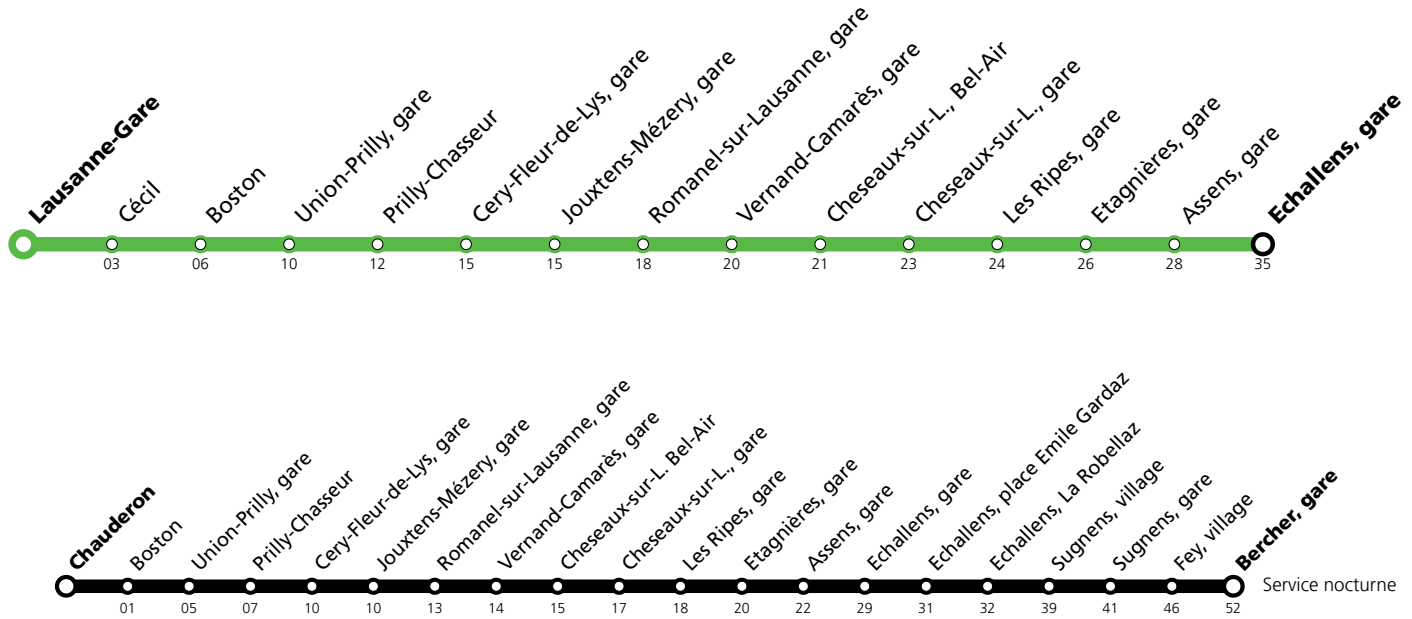 Lausanne-Gare
Cécil
Boston
Union-Prilly, gare
Prilly-Chasseur
Cery-Fleur-de-Lys, gare
Jouxtens-Mézery, gare
Romanel-sur-Lausanne, gare
Vernand-Camarès, gare
Cheseaux-sur-L., Bel-Air
Cheseaux-sur-L., gare
Les Ripes, gare
Etagnières, gare
Assens, gare
Echallens, gare
03 06 10 12 15 15 18 20 21 23 24 26 28 35
Chauderon
Boston
Union-Prilly, gare
Prilly-Chasseur
Cery-Fleur-de-Lys, gare
Jouxtens-Mézery, gare
Romanel-sur-Lausanne, gare
Vernand-Camarès, gare
Cheseaux-sur-L. Bel-Air
Cheseaux-sur-L., gare
Les Ripes, gare
Etagnières, gare
Assens, gare
Echallens, gare
Echallens, place Emile Gardaz
Echallens, La Robellaz
Sugnens, village
Sugnens, gare
Fey, village
Bercher, gare
Service nocturne
01 05 07 10 10 13 14 15 17 18 20 22 29 31 32 39 41 46 52